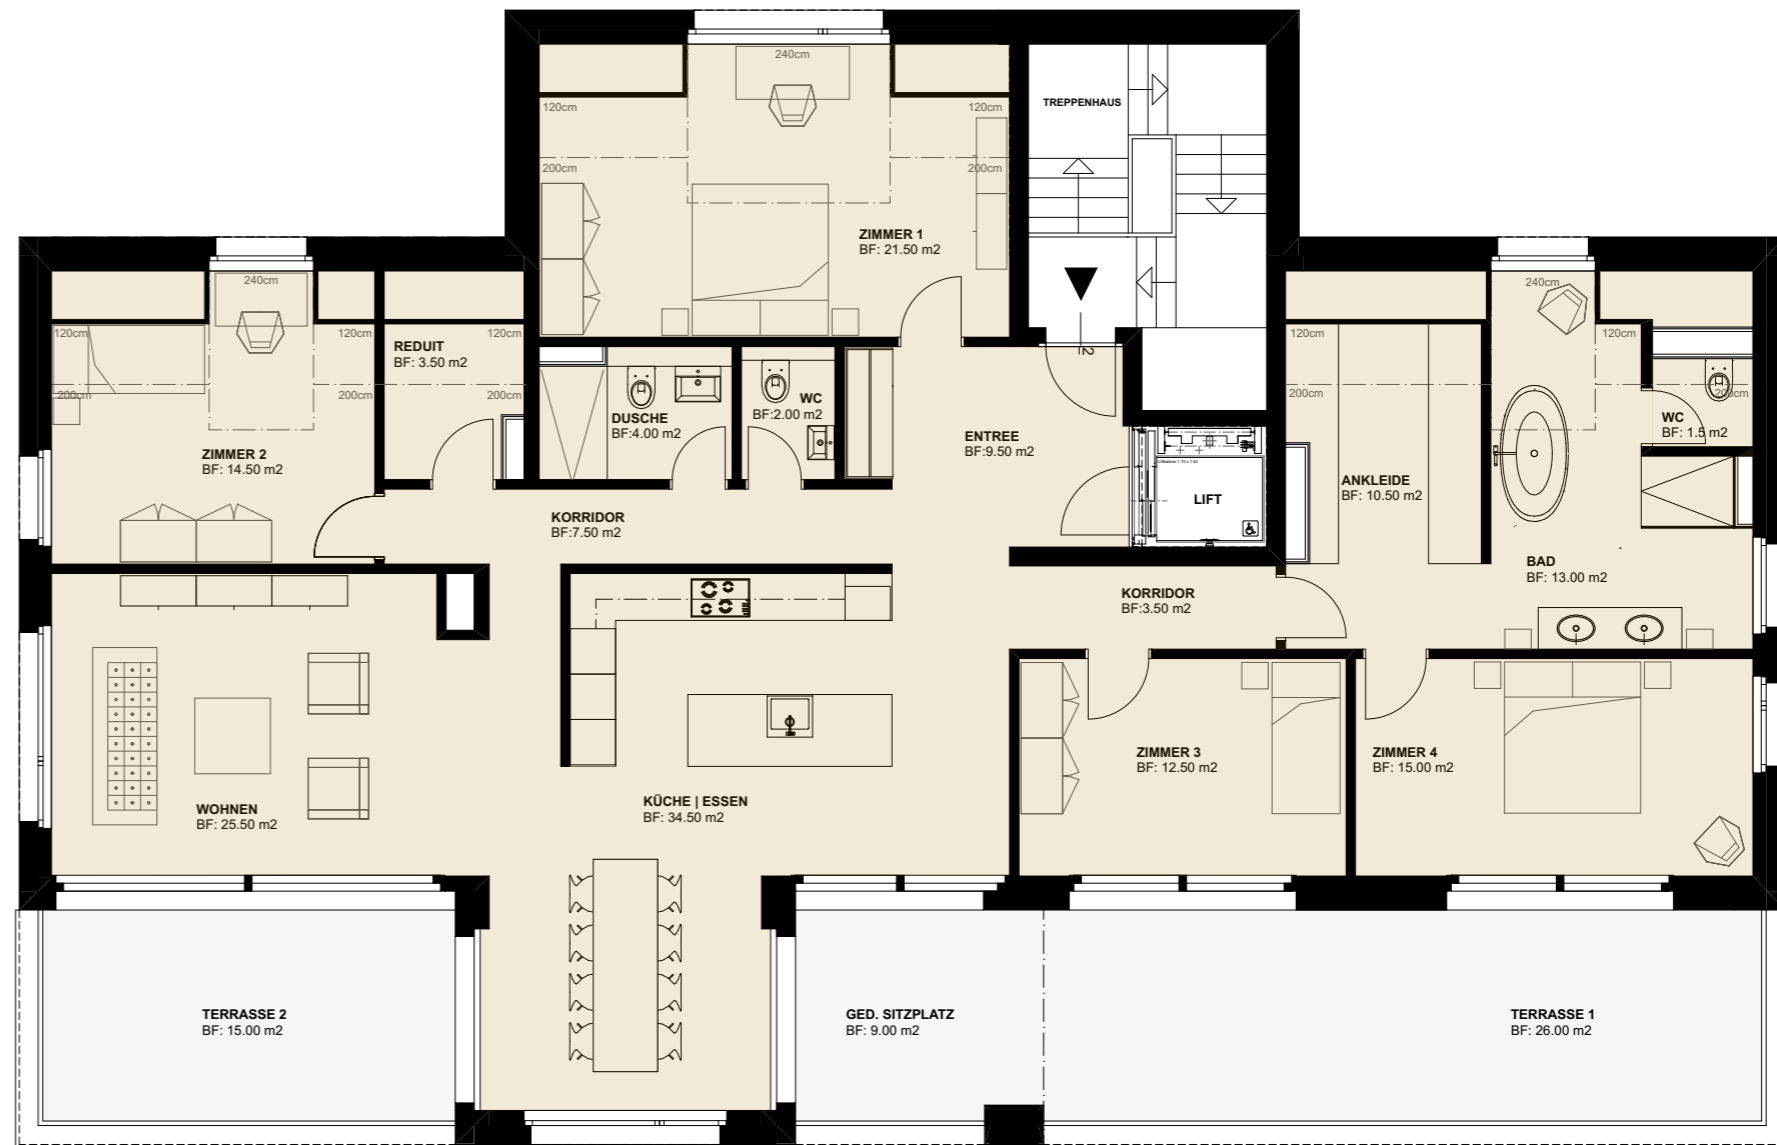 240cm
120cm
120cm
200cm
200cm
ZIMMER 1
BF: 21.50 m2
TREPPENHAUS
240cm
120cm
120cm
200cm
200cm
ZIMMER 2
BF: 14.50 m2
REDUIT
BF: 3.50 m2
120cm
200cm
DUSCHE
BF:4.00 m2
WC
BF:2.00 m2
ENTREE
BF:9.50 m2
2
LIFT
240cm
120cm
120cm
200cm
200cm
ANKLEIDE
BF: 10.50 m2
WC
BF: 1.5 m2
BAD
BF: 13.00 m2
KORRIDOR
BF:7.50 m2
KORRIDOR
BF:3.50 m2
WOHNEN
BF: 25.50 m2
KÜCHE | ESSEN
BF: 34.50 m2
ZIMMER 3
BF: 12.50 m2
ZIMMER 4
BF: 15.00 m2
TERRASSE 2
BF: 15.00 m2
GED. SITZPLATZ
BF: 9.00 m2
TERRASSE 1
BF: 26.00 m2